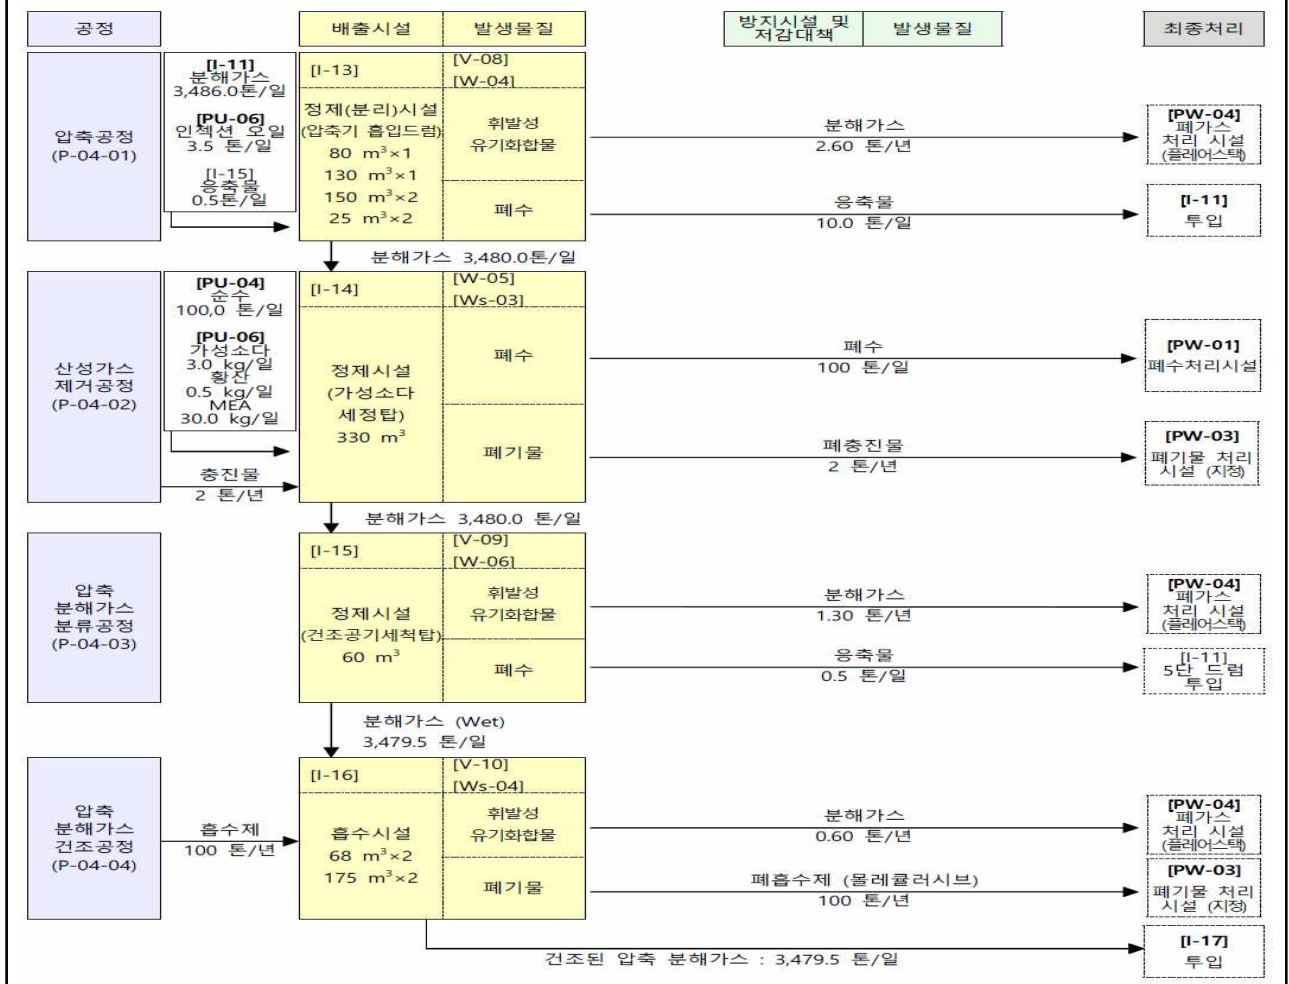 공정
배출시설
발생물질
방지시설 및
저감대책
발생물질
최종처리
압축공정
(P-04-01)
[I-11]
분해가스
3,486.0톤/일
[PU-06]
인젝션 오일
3.5 톤/일
[I-15]
응축물
0.5톤/일
[I-13]
정제(분리)시설
(압축기 흡입드럼)
80 m³×1
130 m³×1
150 m³×2
25 m³×2
[V-08]
[W-04]
휘발성
유기화합물
폐수
분해가스
2.60 톤/년
[PW-04]
폐가스
처리 시설
(플레어스택)
응축물
10.0 톤/일
[I-11]
투입
분해가스 3,480.0톤/일
산성가스
제거공정
(P-04-02)
[PU-04]
순수
100,0 톤/일
[PU-06]
가성소다
3.0 kg/일
황산
0.5 kg/일
MEA
30.0 kg/일
충진물
2 톤/년
[I-14]
정제시설
(가성소다
세정탑)
330 m³
[W-05]
[Ws-03]
폐수
폐기물
폐수
100 톤/일
[PW-01]
폐수처리시설
폐충진물
2 톤/년
[PW-03]
폐기물 처리
시설 (지정)
분해가스 3,480.0 톤/일
압축
분해가스
분류공정
(P-04-03)
[I-15]
정제시설
(건조공기세척탑)
60 m³
[V-09]
[W-06]
휘발성
유기화합물
폐수
분해가스
1.30 톤/년
[PW-04]
폐가스
처리 시설
(플레어스택)
응축물
0.5 톤/일
[I-11]
5단 드럼
투입
분해가스 (Wet)
3,479.5 톤/일
압축
분해가스
건조공정
(P-04-04)
흡수제
100 톤/년
[I-16]
흡수시설
68 m³×2
175 m³×2
[V-10]
[Ws-04]
휘발성
유기화합물
폐기물
분해가스
0.60 톤/년
[PW-04]
폐가스
처리 시설
(플레어스택)
폐흡수제 (몰레큘러시브)
100 톤/년
[PW-03]
폐기물 처리
시설 (지정)
건조된 압축 분해가스 : 3,479.5 톤/일
[I-17]
투입